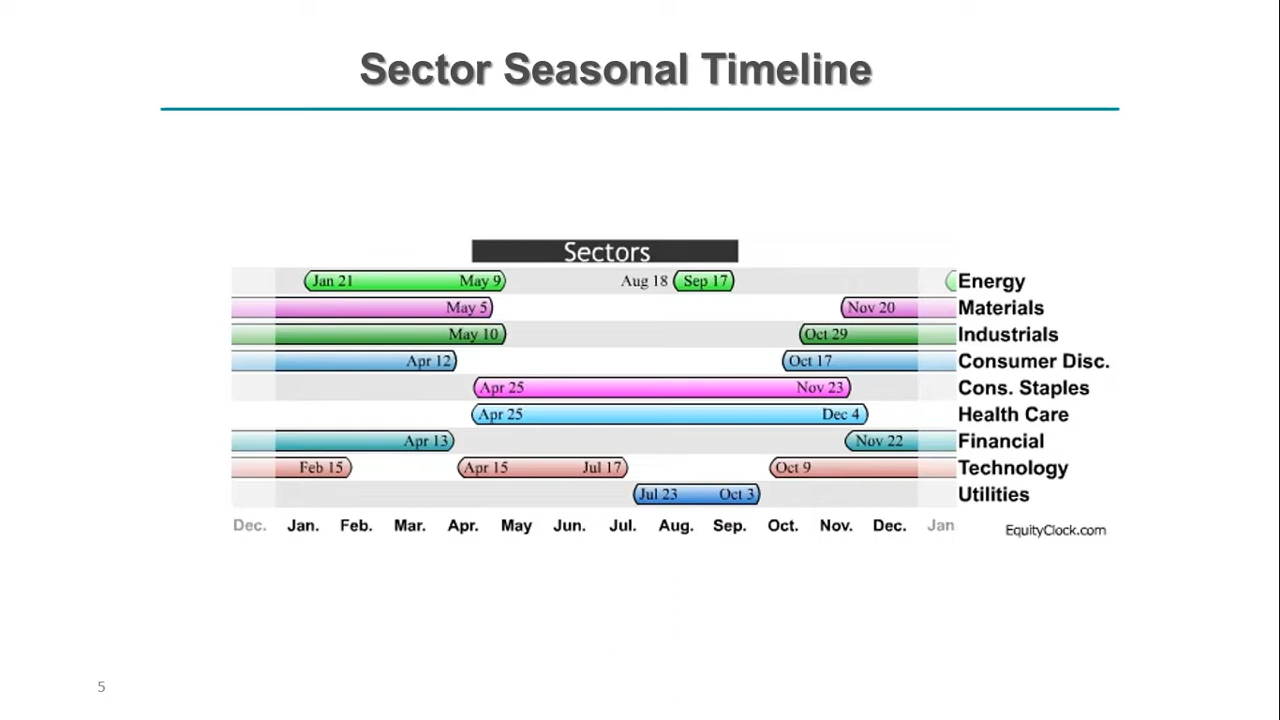 Sector Seasonal Timeline
Sectors
Jan 21 May 9 Aug 18 Sep 17 Energy
May 5 Nov 20 Materials
May 10 Oct 29 Industrials
Apr 12 Oct 17 Consumer Disc.
Apr 25 Nov 23 Cons. Staples
Apr 25 Dec 4 Health Care
Apr 13 Nov 22 Financial
Feb 15 Apr 15 Jul 17 Oct 9 Technology
Jul 23 Oct 3 Utilities
Dec. Jan. Feb. Mar. Apr. May Jun. Jul. Aug. Sep. Oct. Nov. Dec. Jan
EquityClock.com
5